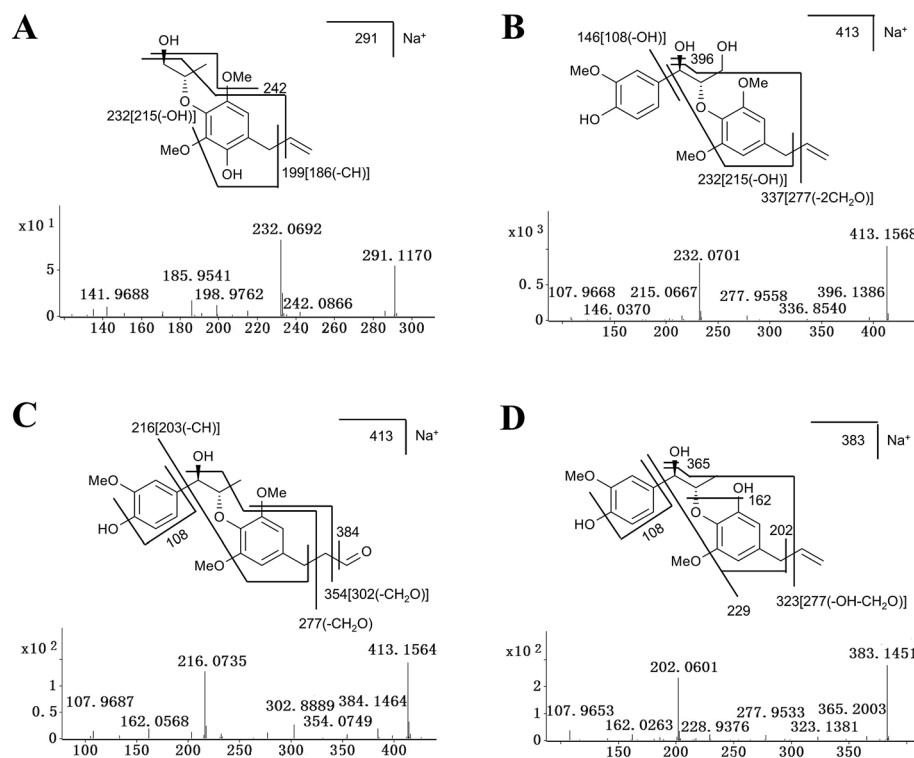 A
291 Na⁺
OH
OMe
242
O
232[215(-OH)]
MeO
OH
199[186(-CH)]
x10 1
5
0
232.0692
291.1170
185.9541
141.9688
198.9762
242.0866
140 160 180 200 220 240 260 280 300
B
413 Na⁺
146[108(-OH)]
OH
396
OH
MeO
OMe
HO
O
MeO
232[215(-OH)]
337[277(-2CH₂O)]
x10 3
0.5
0
413.1568
232.0701
107.9668
215.0667
277.9558
396.1386
146.0370
336.8540
150 200 250 300 350 400
C
216[203(-CH)]
413 Na⁺
OH
MeO
OMe
HO
O
108
384
O
MeO
354[302(-CH₂O)]
277(-CH₂O)
x10 2
1
0.5
0
413.1564
216.0735
107.9687
302.8889
384.1464
162.0568
354.0749
100 150 200 250 300 350 400
D
383 Na⁺
OH
365
MeO
OH
162
HO
O
108
202
MeO
323[277(-OH-CH₂O)]
229
x10 2
2
1
0
383.1451
202.0601
107.9653
277.9533
365.2003
162.0263
228.9376
323.1381
100 150 200 250 300 350